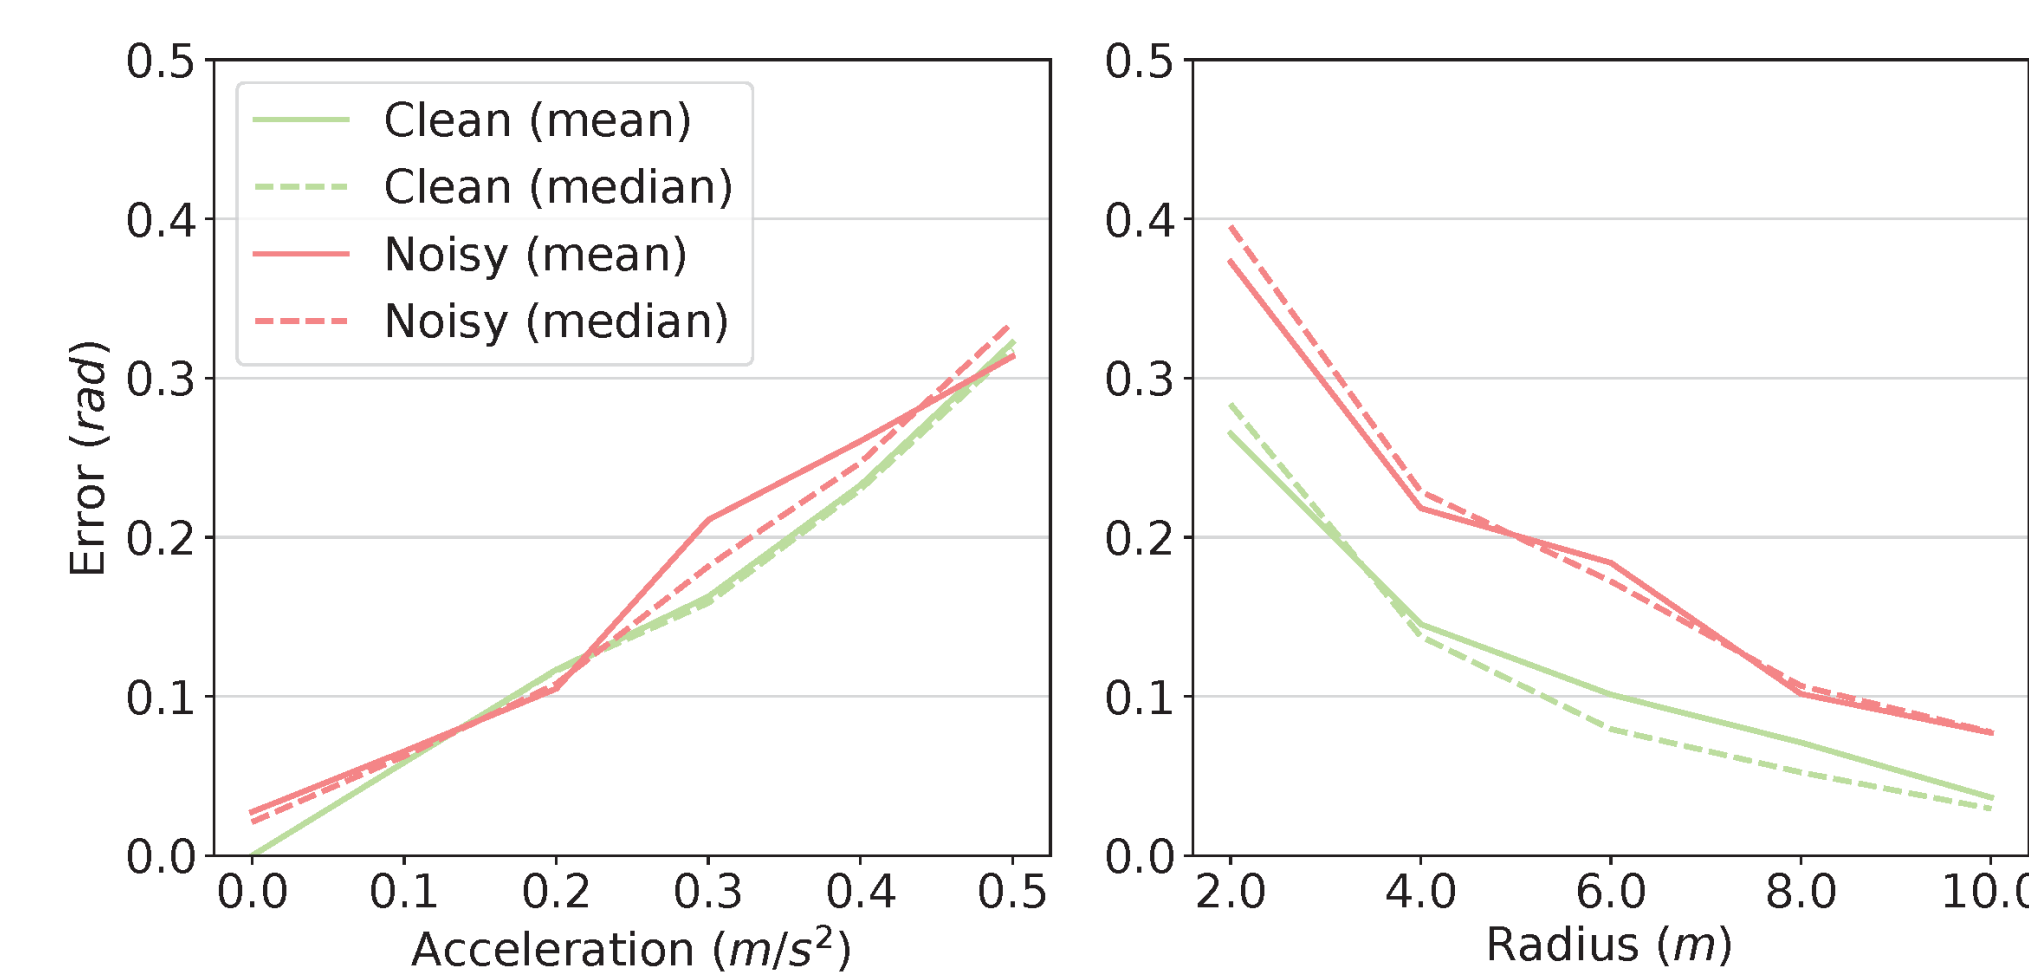 0.5
0.4
0.3
0.2
0.1
0.0
Error (rad)
Clean (mean)
Clean (median)
Noisy (mean)
Noisy (median)
0.0 0.1 0.2 0.3 0.4 0.5
Acceleration (m/s²)
0.5
0.4
0.3
0.2
0.1
0.0
2.0 4.0 6.0 8.0 10.0
Radius (m)